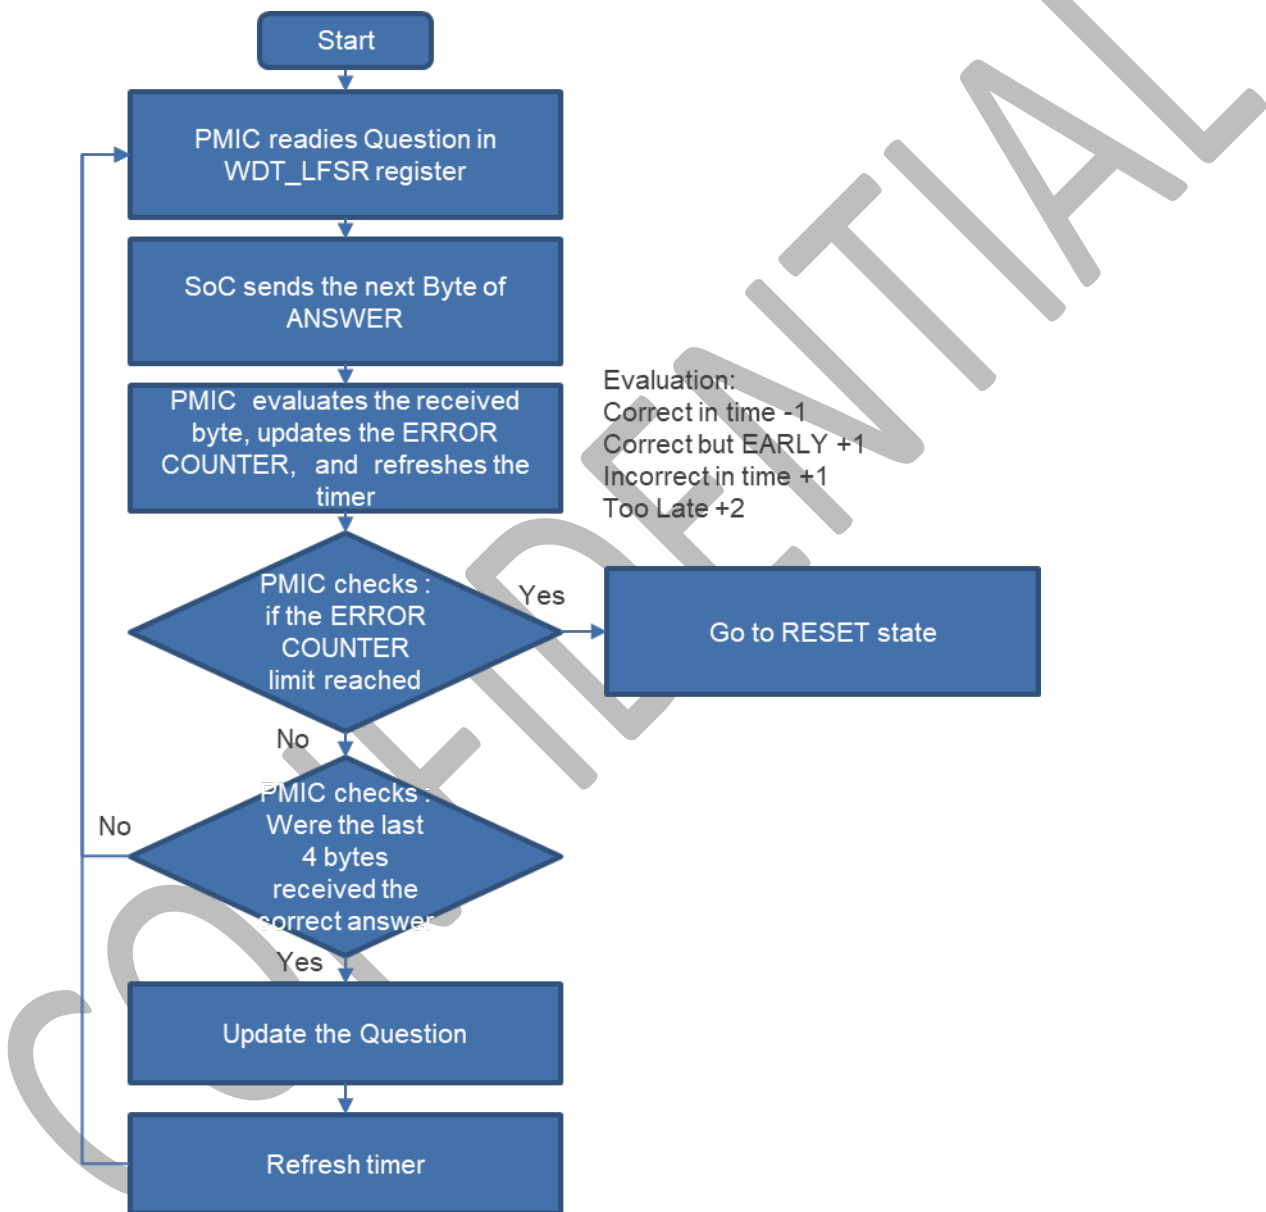 Start
PMIC readies Question in
WDT_LFSR register
SoC sends the next Byte of
ANSWER
PMIC evaluates the received
byte, updates the ERROR
COUNTER, and refreshes the
timer
Evaluation:
Correct in time -1
Correct but EARLY +1
Incorrect in time +1
Too Late +2
PMIC checks :
if the ERROR
COUNTER
limit reached
Yes
Go to RESET state
No
PMIC checks :
Were the last
4 bytes
received the
correct answer
No
Yes
Update the Question
Refresh timer
CONFIDENTIAL